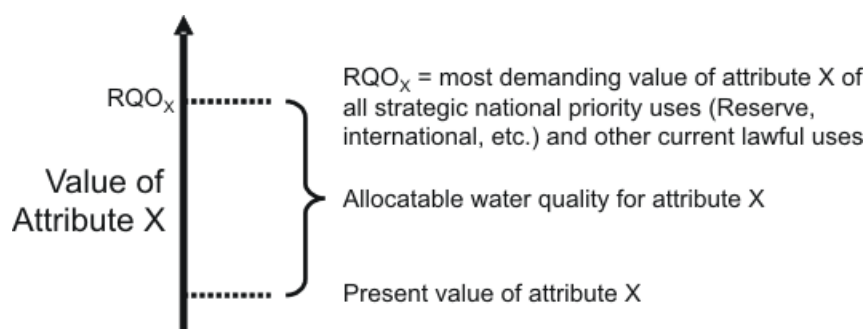 RQOX
RQOX = most demanding value of attribute X of
all strategic national priority uses (Reserve,
international, etc.) and other current lawful uses
Value of
Attribute X
Allocatable water quality for attribute X
Present value of attribute X